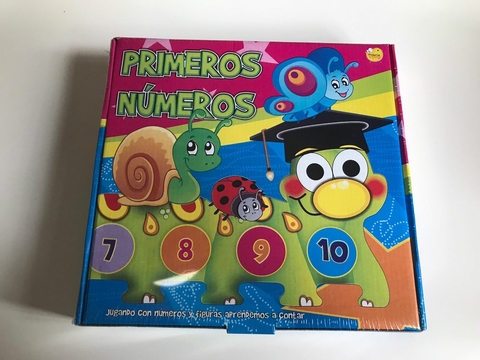 PRIMEROS
NÚMEROS
7 8 9 10
Jugando con números y figuras aprendemos a contar